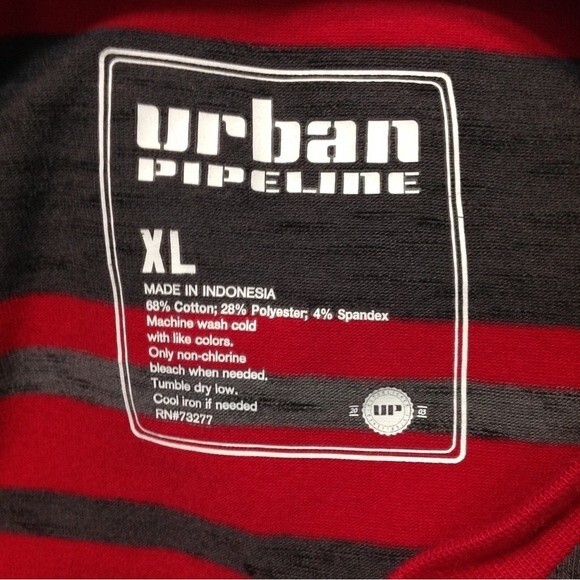 urban
PIPELINE
XL
MADE IN INDONESIA
68% Cotton; 28% Polyester; 4% Spandex
Machine wash cold
with like colors.
Only non-chlorine
bleach when needed.
Tumble dry low.
Cool iron if needed
RN#73277
UP